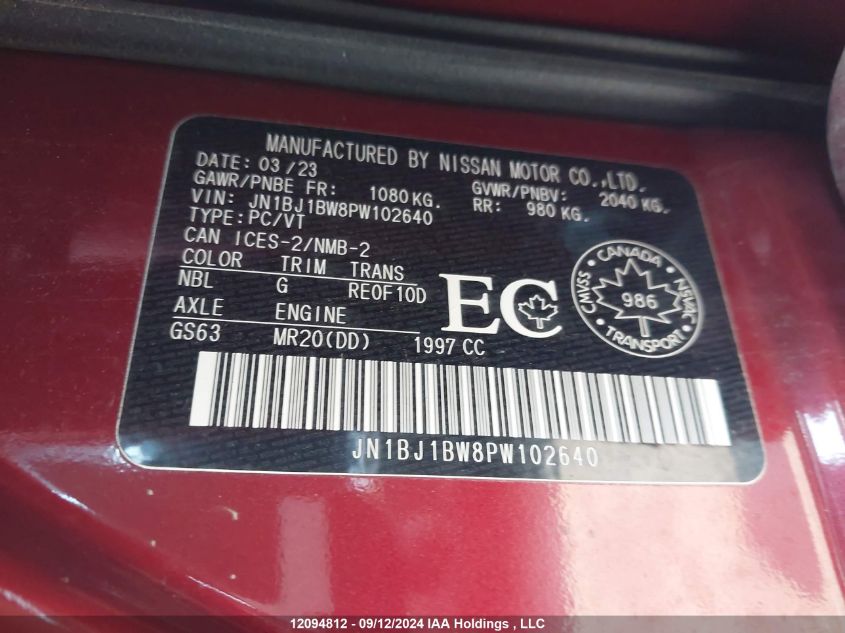 MANUFACTURED BY NISSAN MOTOR CO.,LTD.
DATE: 03/23
GAWR/PNBE FR: 1080KG. GVWR/PNBV: 2040 KG.
VIN: JN1BJ1BW8PW102640 RR: 980 KG.
TYPE:PC/VT
CAN ICES-2/NMB-2
COLOR TRIM TRANS
NBL G RE0F10D
AXLE ENGINE
GS63 MR20(DD) 1997 CC
EC
CANADA
CMVSS 986 NSVAC
TRANSPORT
JN1BJ1BW8PW102640
12094812 - 09/12/2024 IAA Holdings , LLC